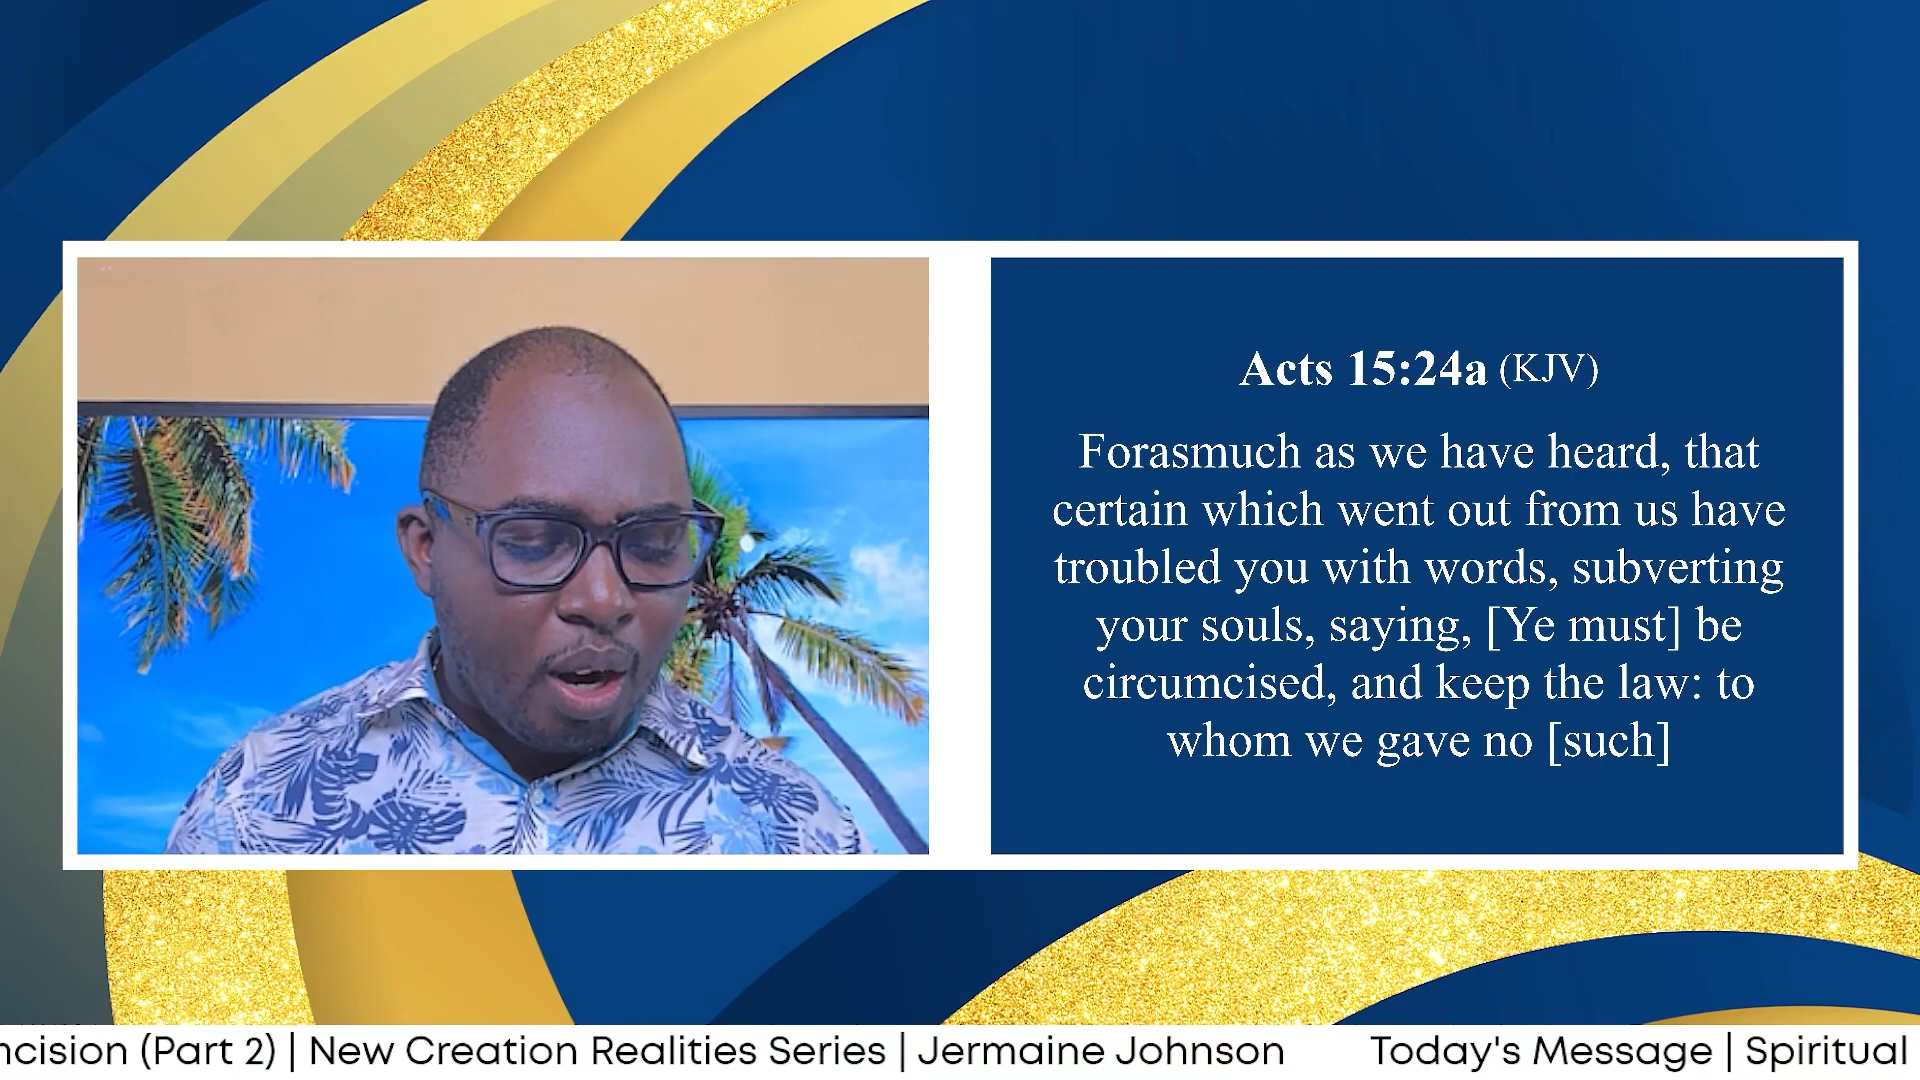 Acts 15:24a (KJV)
Forasmuch as we have heard, that
certain which went out from us have
troubled you with words, subverting
your souls, saying, [Ye must] be
circumcised, and keep the law: to
whom we gave no [such]
ncision (Part 2) | New Creation Realities Series | Jermaine Johnson Today's Message | Spiritual